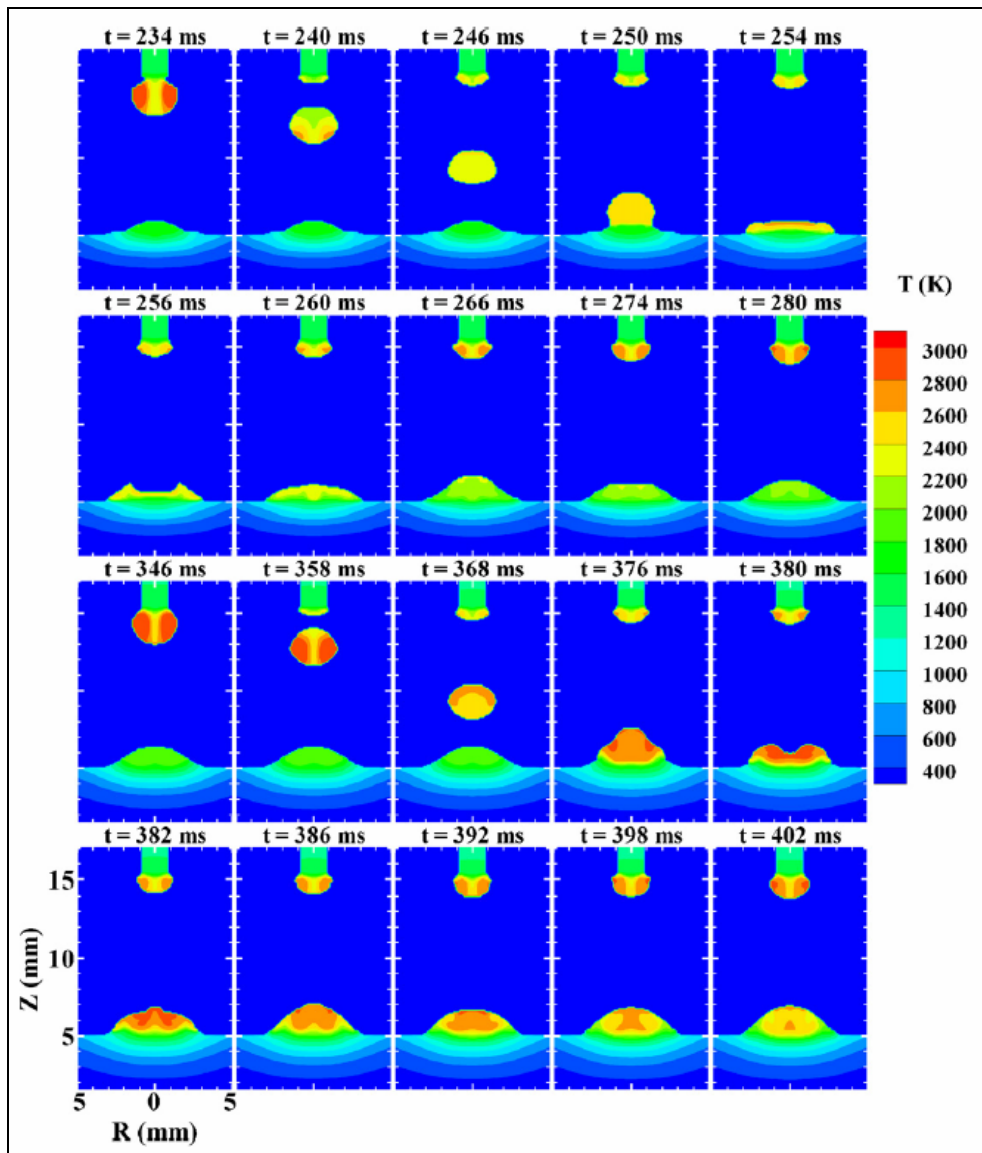 t = 234 ms t = 240 ms t = 246 ms t = 250 ms t = 254 ms
t = 256 ms t = 260 ms t = 266 ms t = 274 ms t = 280 ms
T (K)
3000
2800
2600
2400
2200
2000
1800
1600
1400
1200
1000
800
600
400
t = 346 ms t = 358 ms t = 368 ms t = 376 ms t = 380 ms
t = 382 ms t = 386 ms t = 392 ms t = 398 ms t = 402 ms
15
10
5
Z (mm)
5 0 5
R (mm)